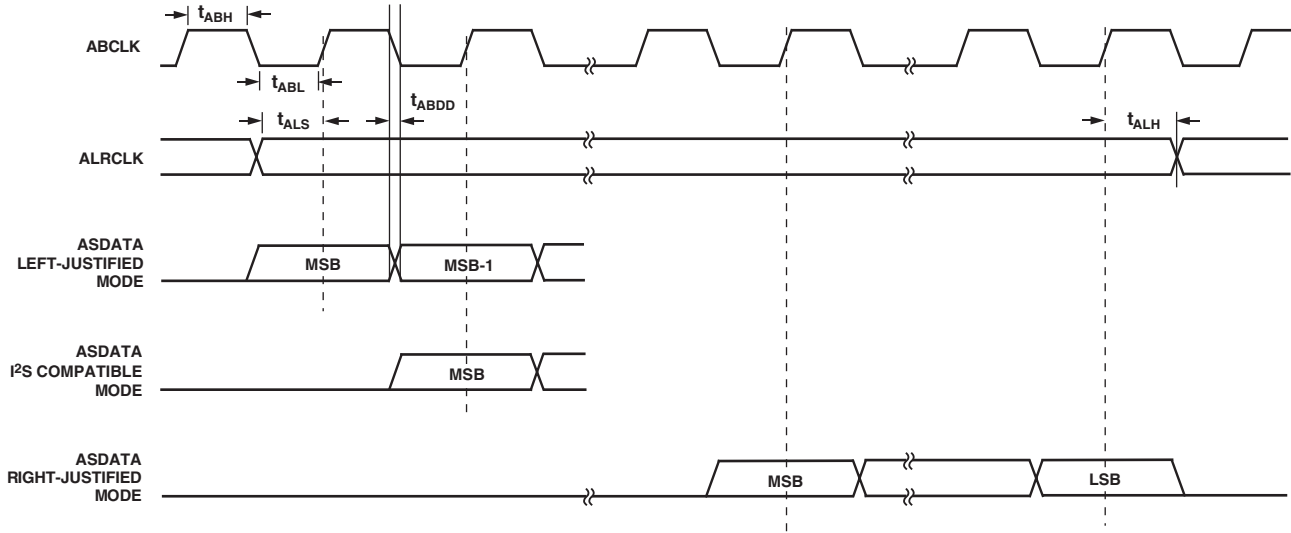 tABH
ABCLK
tABL
tABDD
tALS
tALH
ALRCLK
ASDATA
LEFT-JUSTIFIED
MODE
MSB
MSB-1
ASDATA
I²S COMPATIBLE
MODE
MSB
ASDATA
RIGHT-JUSTIFIED
MODE
MSB
LSB